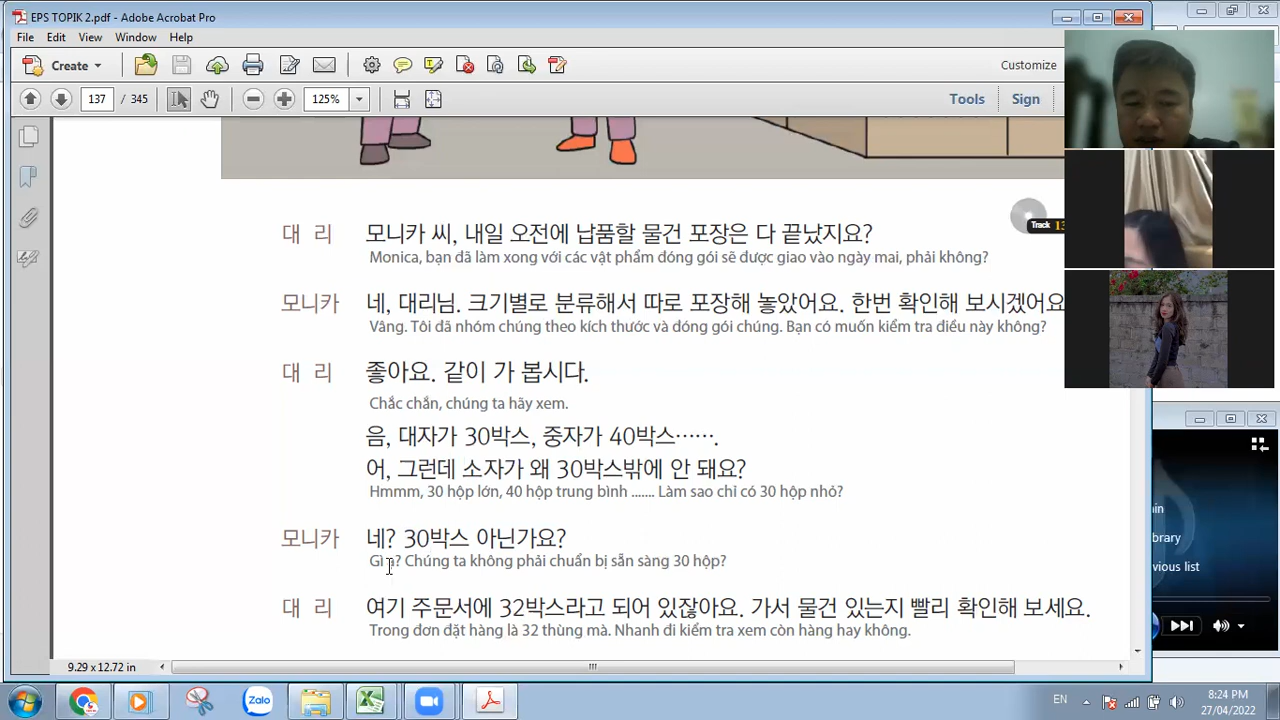 EPS TOPIK 2.pdf - Adobe Acrobat Pro
File Edit View Window Help
Create Customize
137 / 345 125% Tools Sign
Track 13
대 리 모니카 씨, 내일 오전에 납품할 물건 포장은 다 끝났지요?
Monica, bạn đã làm xong với các vật phẩm đóng gói sẽ được giao vào ngày mai, phải không?
모니카 네, 대리님. 크기별로 분류해서 따로 포장해 놓았어요. 한번 확인해 보시겠어요
Vâng. Tôi đã nhóm chúng theo kích thước và đóng gói chúng. Bạn có muốn kiểm tra điều này không?
대 리 좋아요. 같이 가 봅시다.
Chắc chắn, chúng ta hãy xem.
음, 대자가 30박스, 중자가 40박스…….
어, 그런데 소자가 왜 30박스밖에 안 돼요?
Hmmm, 30 hộp lớn, 40 hộp trung bình ....... Làm sao chỉ có 30 hộp nhỏ?
모니카 네? 30박스 아닌가요?
Chúng ta không phải chuẩn bị sẵn sàng 30 hộp?
대 리 여기 주문서에 32박스라고 되어 있잖아요. 가서 물건 있는지 빨리 확인해 보세요.
Trong đơn đặt hàng là 32 thùng mà. Nhanh đi kiểm tra xem còn hàng hay không.
ibrary
vious list
9.29 x 12.72 in
Zalo
EN
8:24 PM
27/04/2022